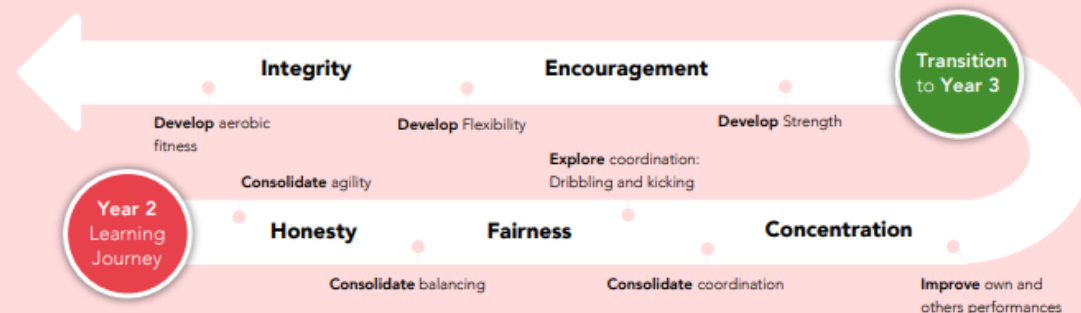 Integrity
Encouragement
Transition
to Year 3
Develop aerobic
fitness
Develop Flexibility
Develop Strength
Explore coordination:
Dribbling and kicking
Consolidate agility
Year 2
Learning
Journey
Honesty
Fairness
Concentration
Consolidate balancing
Consolidate coordination
Improve own and
others performances